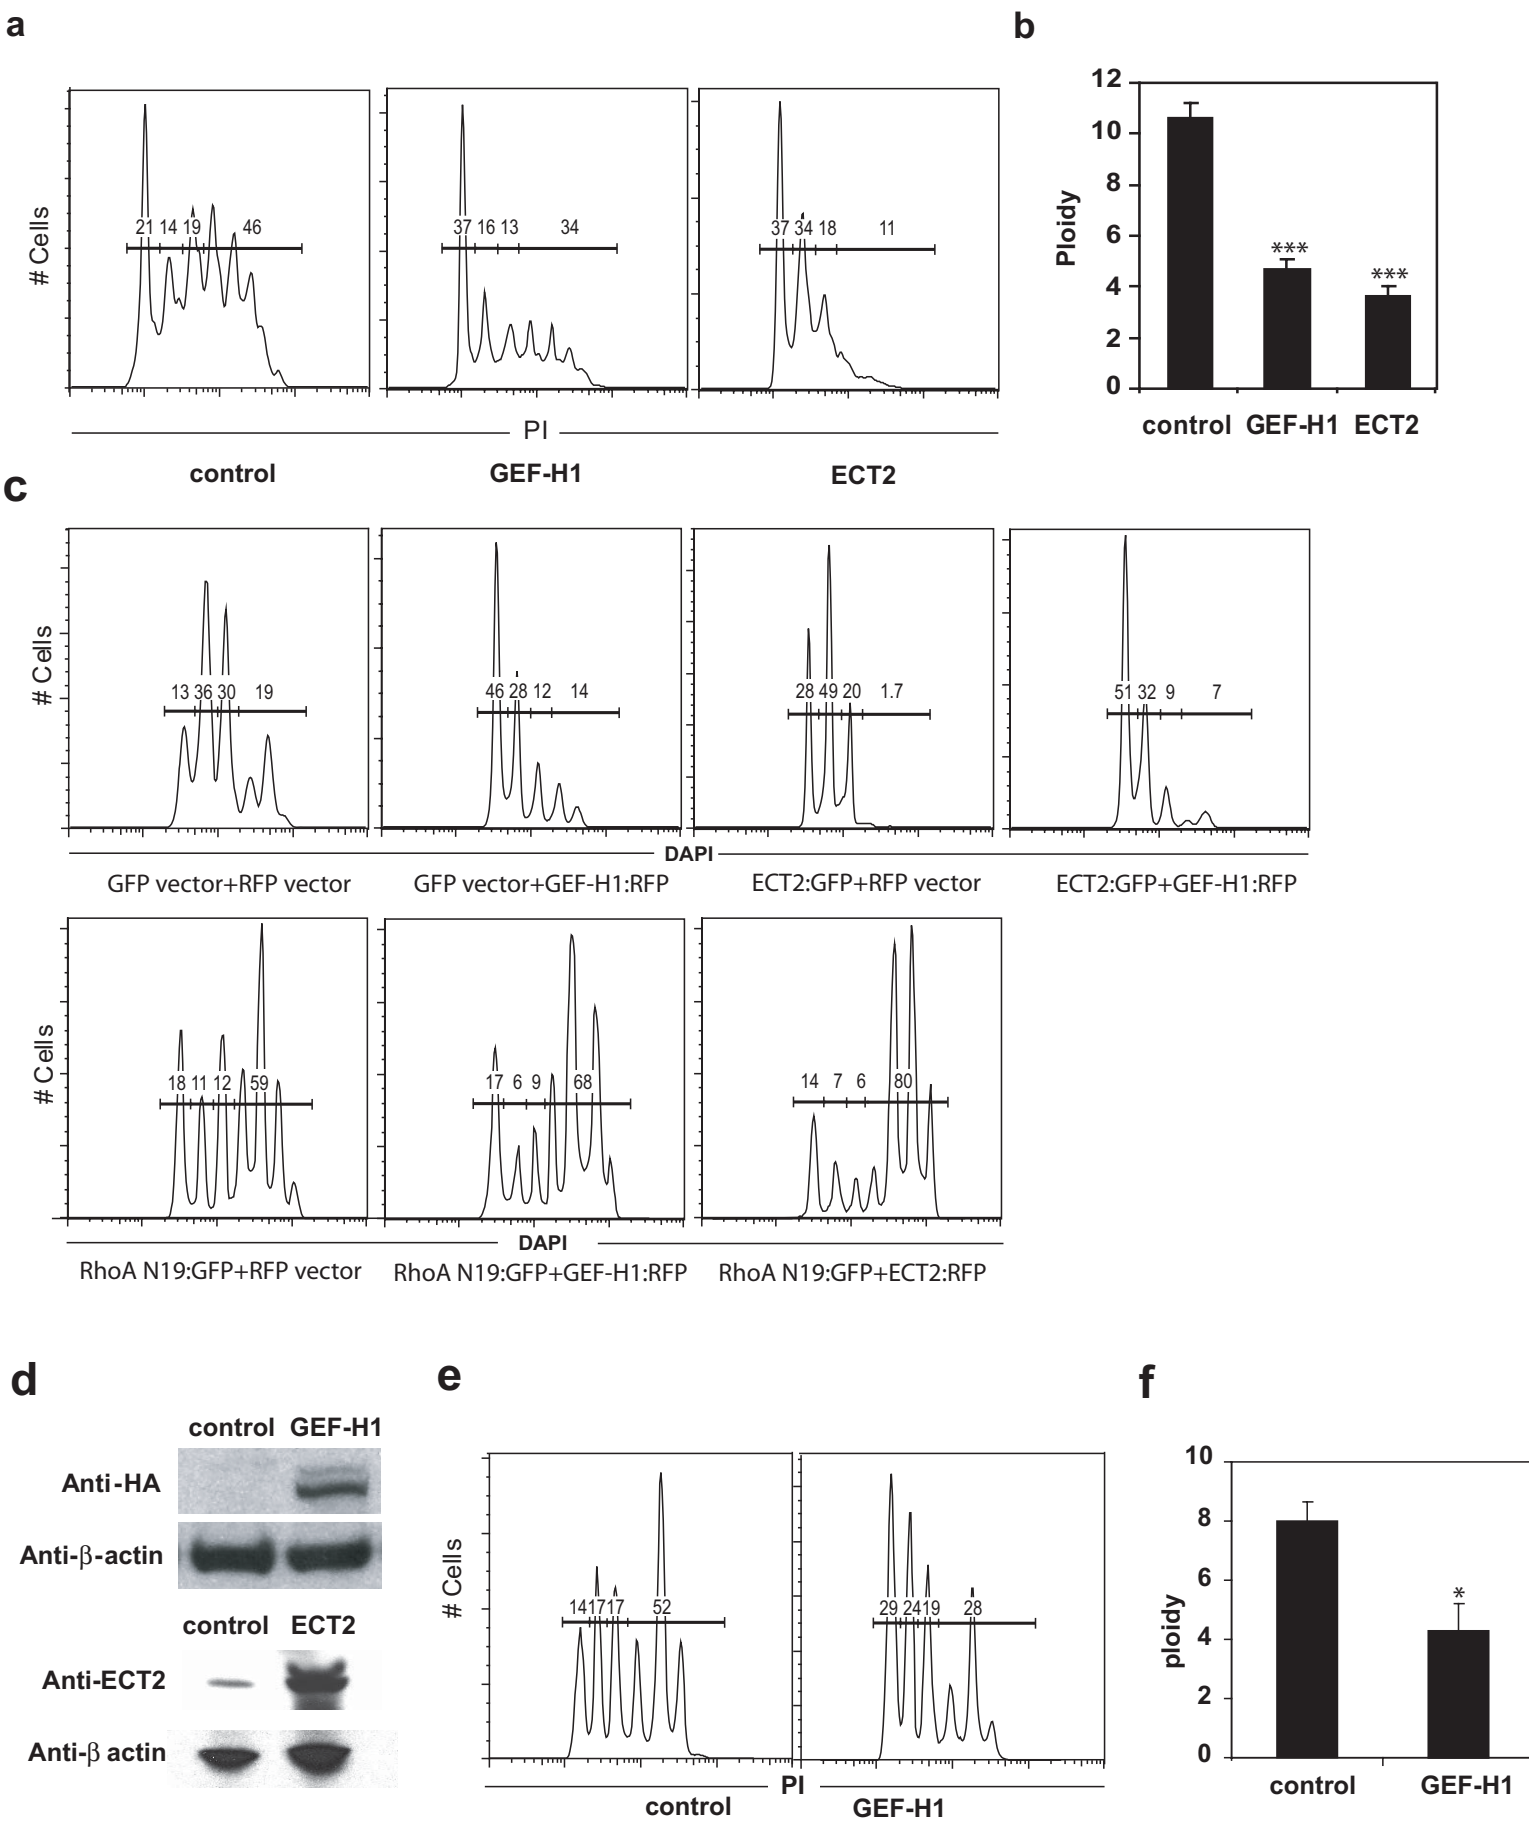 a
b
# Cells
21 14 19 46
37 16 13 34
37 34 18 11
PI
control
GEF-H1
ECT2
12
10
8
6
4
2
0
Ploidy
***
***
control GEF-H1 ECT2
c
# Cells
13 36 30 19
46 28 12 14
28 49 20 1.7
51 32 9 7
DAPI
GFP vector+RFP vector
GFP vector+GEF-H1:RFP
ECT2:GFP+RFP vector
ECT2:GFP+GEF-H1:RFP
# Cells
18 11 12 59
17 6 9 68
14 7 6 80
DAPI
RhoA N19:GFP+RFP vector
RhoA N19:GFP+GEF-H1:RFP
RhoA N19:GFP+ECT2:RFP
d
control GEF-H1
Anti-HA
Anti-β-actin
control ECT2
Anti-ECT2
Anti-β actin
e
# Cells
14 17 17 52
29 24 19 28
PI
control
GEF-H1
f
10
8
6
4
2
0
ploidy
*
control GEF-H1